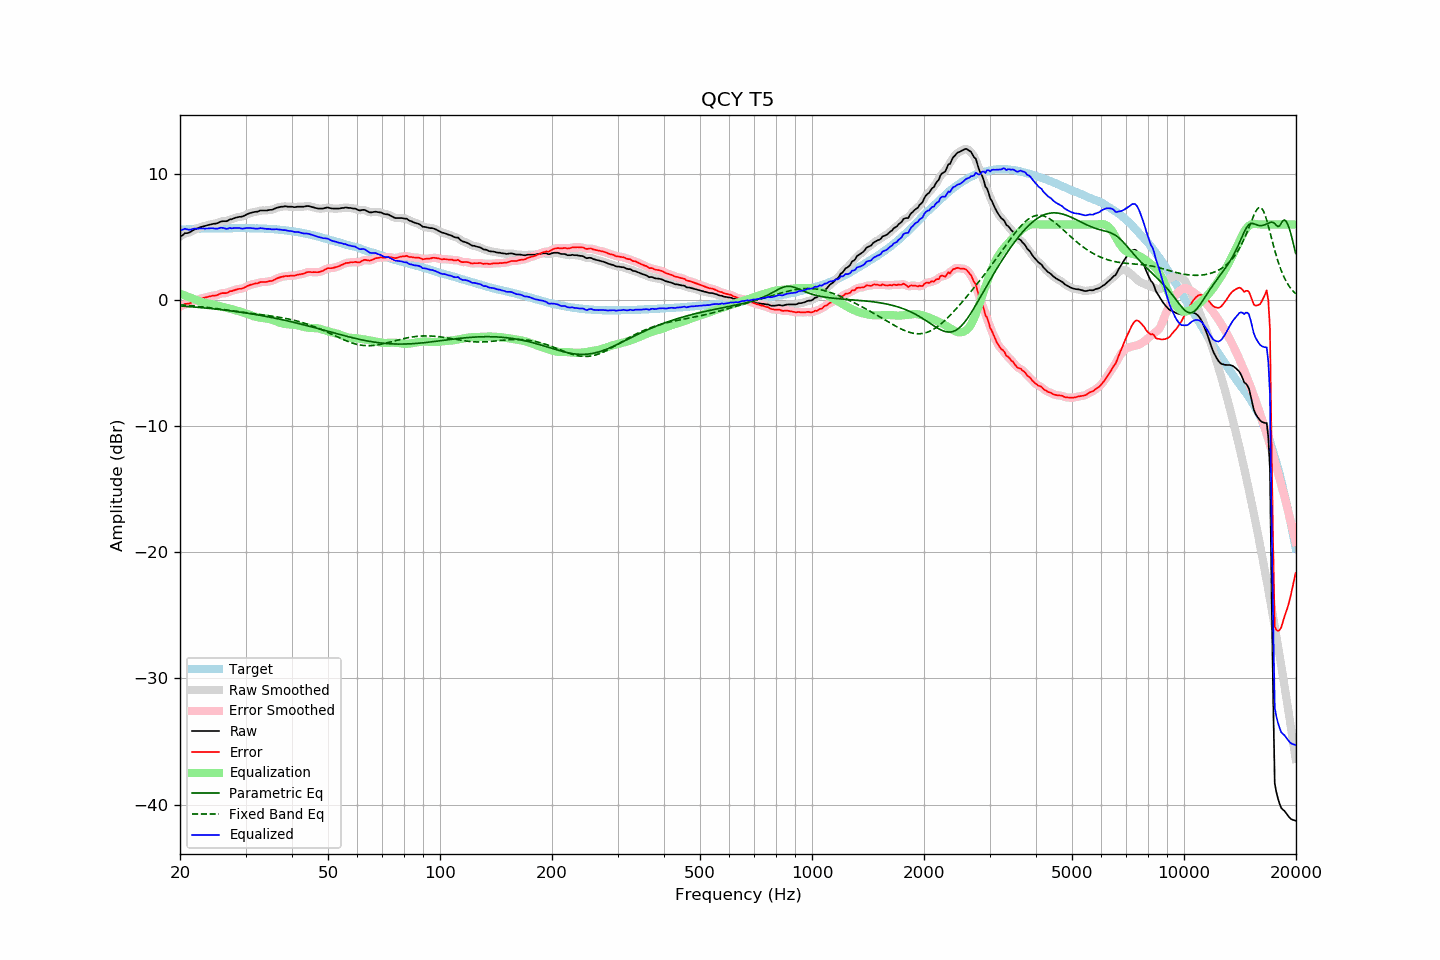 QCY T5
Amplitude (dBr)
10
0
−10
−20
−30
−40
Target
Raw Smoothed
Error Smoothed
Raw
Error
Equalization
Parametric Eq
Fixed Band Eq
Equalized
20 50 100 200 500 1000 2000 5000 10000 20000
Frequency (Hz)